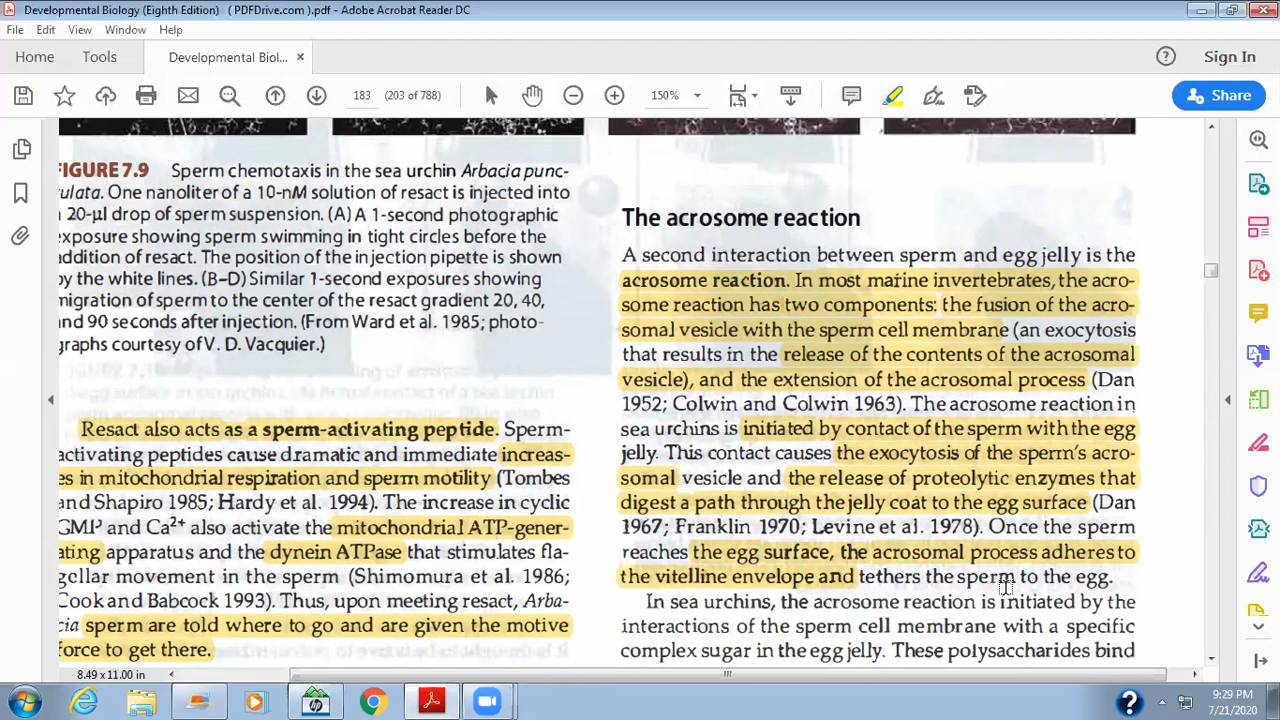 Developmental Biology (Eighth Edition)   ( PDFDrive.com ).pdf - Adobe Acrobat Reader DC
File Edit View Window Help
Home Tools Developmental Biol... × Sign In
183 (203 of 788) 150% Share
FIGURE 7.9 Sperm chemotaxis in the sea urchin Arbacia punc-
tulata. One nanoliter of a 10-nM solution of resact is injected into
a 20-μl drop of sperm suspension. (A) A 1-second photographic
exposure showing sperm swimming in tight circles before the
addition of resact. The position of the injection pipette is shown
by the white lines. (B–D) Similar 1-second exposures showing
migration of sperm to the center of the resact gradient 20, 40,
and 90 seconds after injection. (From Ward et al. 1985; photo-
graphs courtesy of V. D. Vacquier.)
Resact also acts as a sperm-activating peptide. Sperm-
activating peptides cause dramatic and immediate increas-
es in mitochondrial respiration and sperm motility (Tombes
and Shapiro 1985; Hardy et al. 1994). The increase in cyclic
GMP and Ca2+ also activate the mitochondrial ATP-gener-
ating apparatus and the dynein ATPase that stimulates fla-
gellar movement in the sperm (Shimomura et al. 1986;
Cook and Babcock 1993). Thus, upon meeting resact, Arba-
cia sperm are told where to go and are given the motive
force to get there.
The acrosome reaction
A second interaction between sperm and egg jelly is the
acrosome reaction. In most marine invertebrates, the acro-
some reaction has two components: the fusion of the acro-
somal vesicle with the sperm cell membrane (an exocytosis
that results in the release of the contents of the acrosomal
vesicle), and the extension of the acrosomal process (Dan
1952; Colwin and Colwin 1963). The acrosome reaction in
sea urchins is initiated by contact of the sperm with the egg
jelly. This contact causes the exocytosis of the sperm's acro-
somal vesicle and the release of proteolytic enzymes that
digest a path through the jelly coat to the egg surface (Dan
1967; Franklin 1970; Levine et al. 1978). Once the sperm
reaches the egg surface, the acrosomal process adheres to
the vitelline envelope and tethers the sperm to the egg.
In sea urchins, the acrosome reaction is initiated by the
interactions of the sperm cell membrane with a specific
complex sugar in the egg jelly. These polysaccharides bind
8.49 x 11.00 in
9:29 PM
7/21/2020